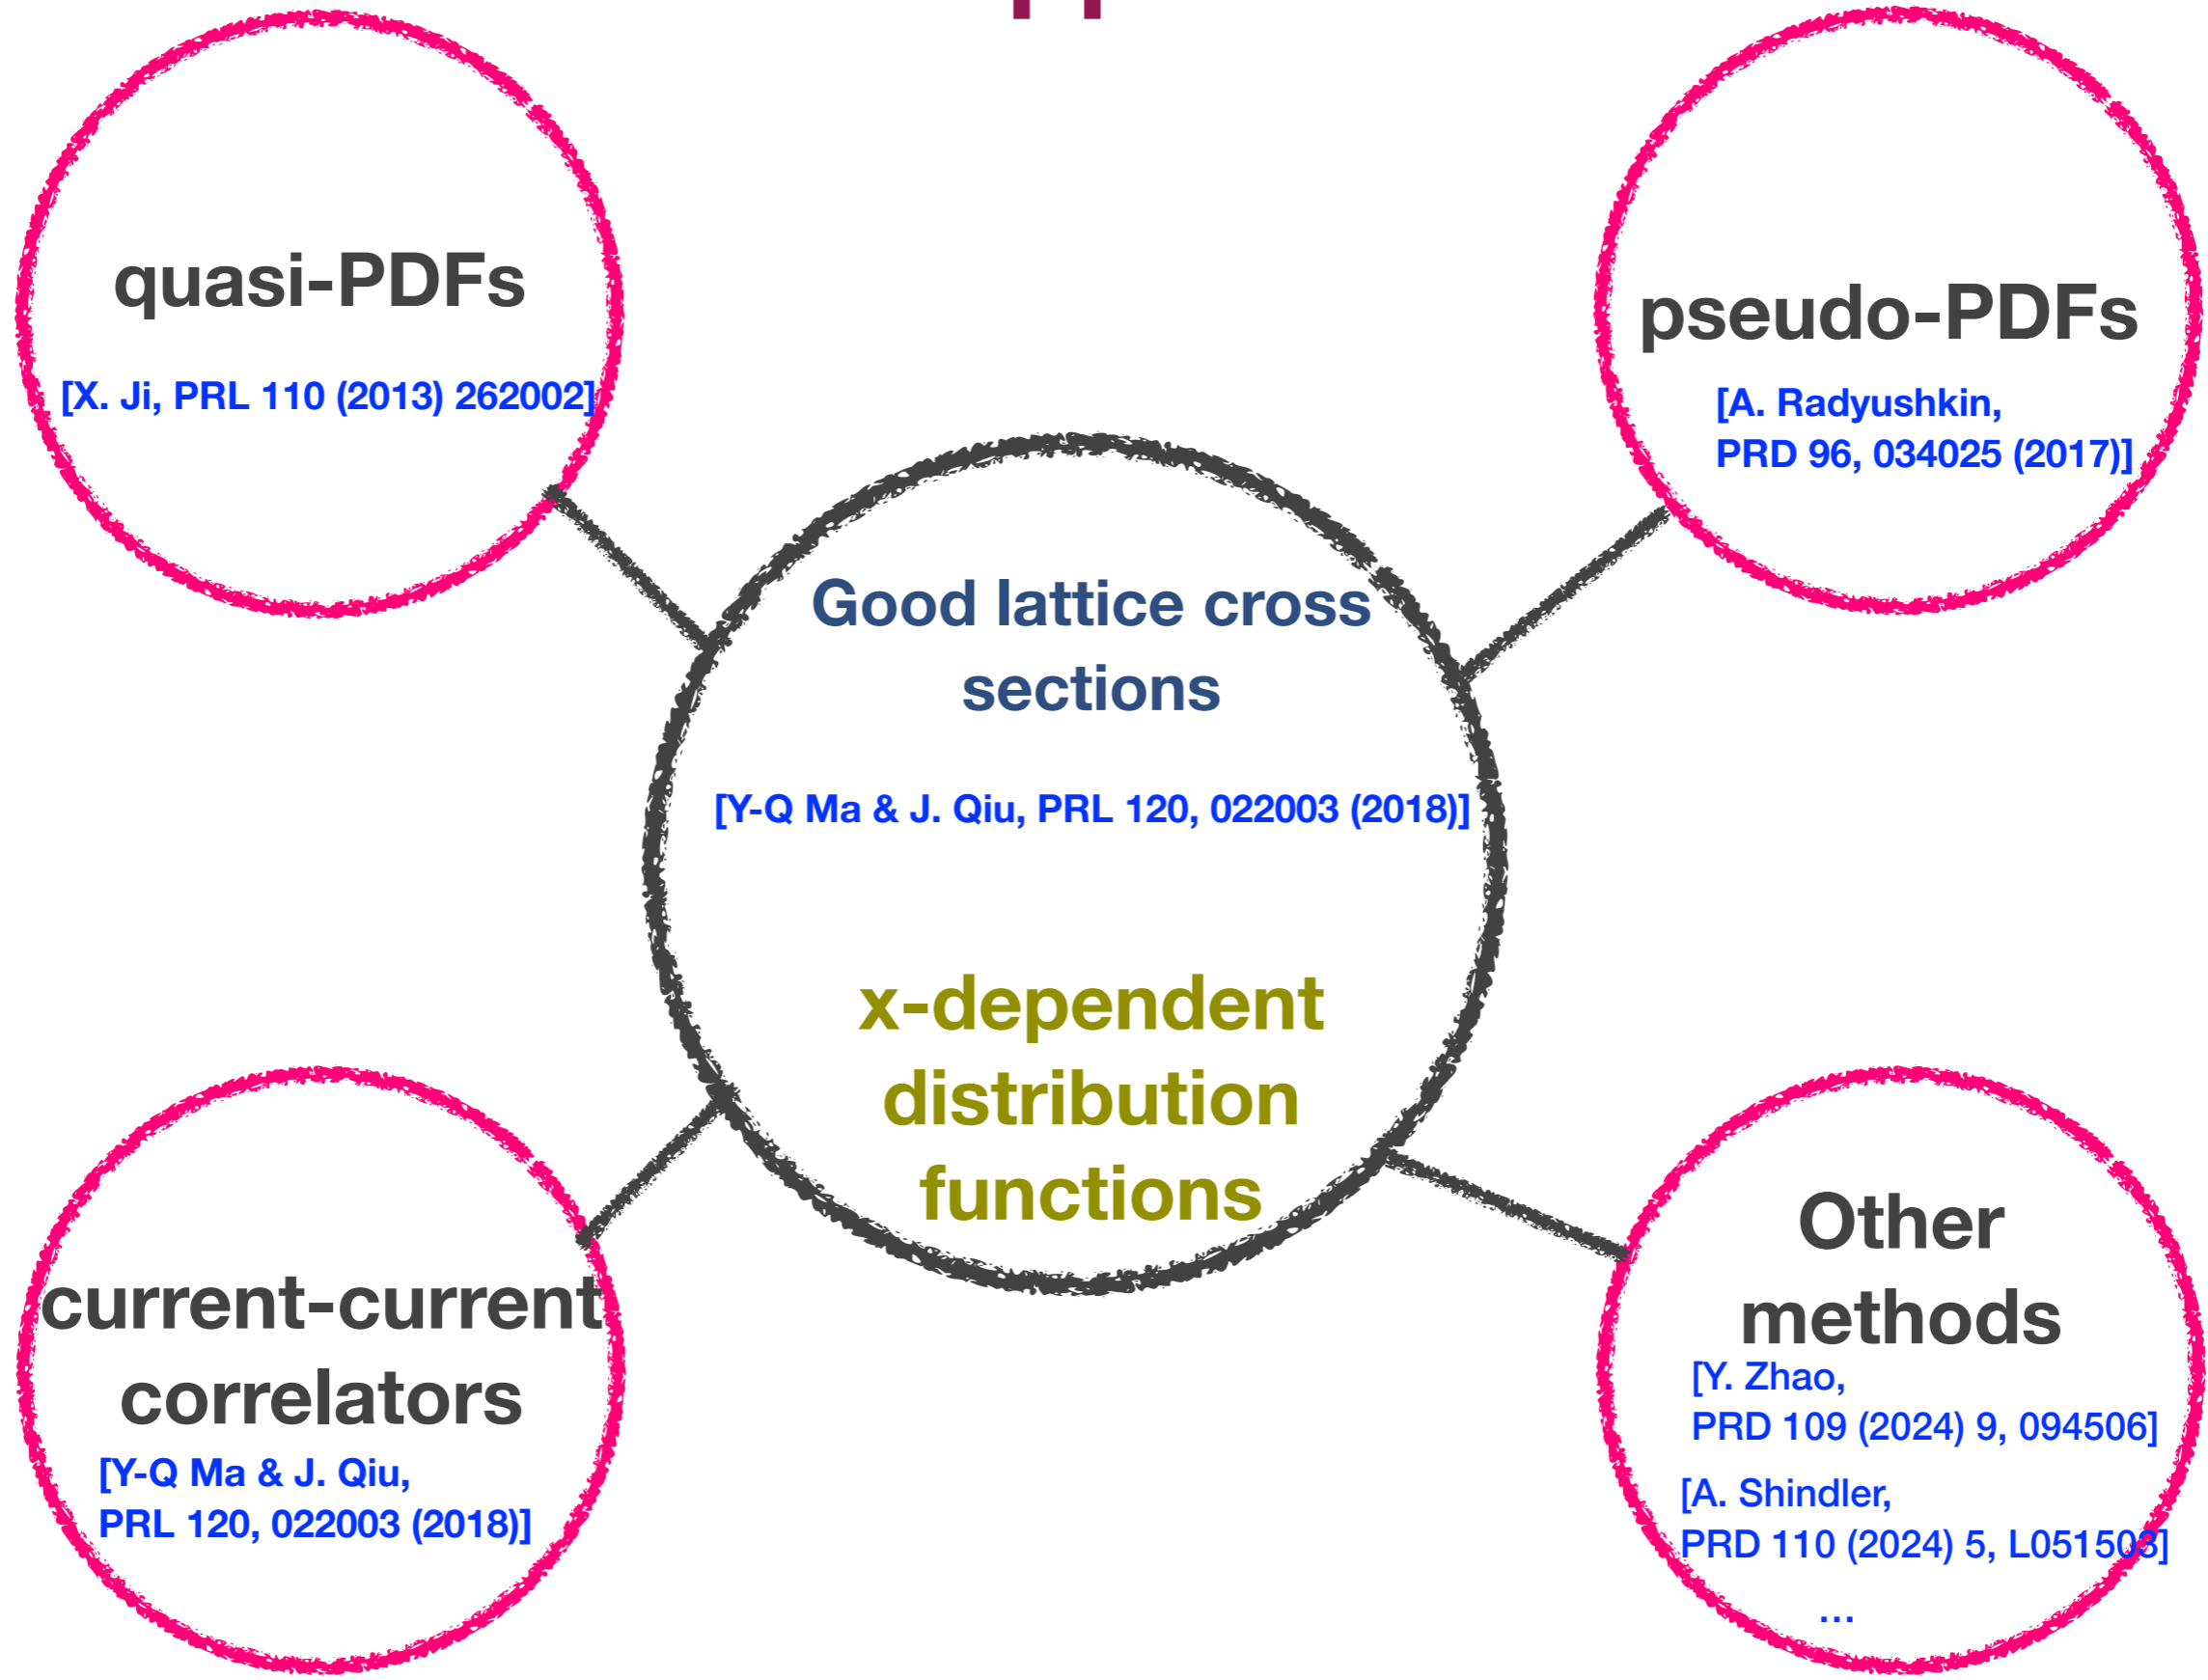 quasi-PDFs
[X. Ji, PRL 110 (2013) 262002]
pseudo-PDFs
[A. Radyushkin,
PRD 96, 034025 (2017)]
Good lattice cross
sections
[Y-Q Ma & J. Qiu, PRL 120, 022003 (2018)]
x-dependent
distribution
functions
current-current
correlators
[Y-Q Ma & J. Qiu,
PRL 120, 022003 (2018)]
Other
methods
[Y. Zhao,
PRD 109 (2024) 9, 094506]
[A. Shindler,
PRD 110 (2024) 5, L051503]
...